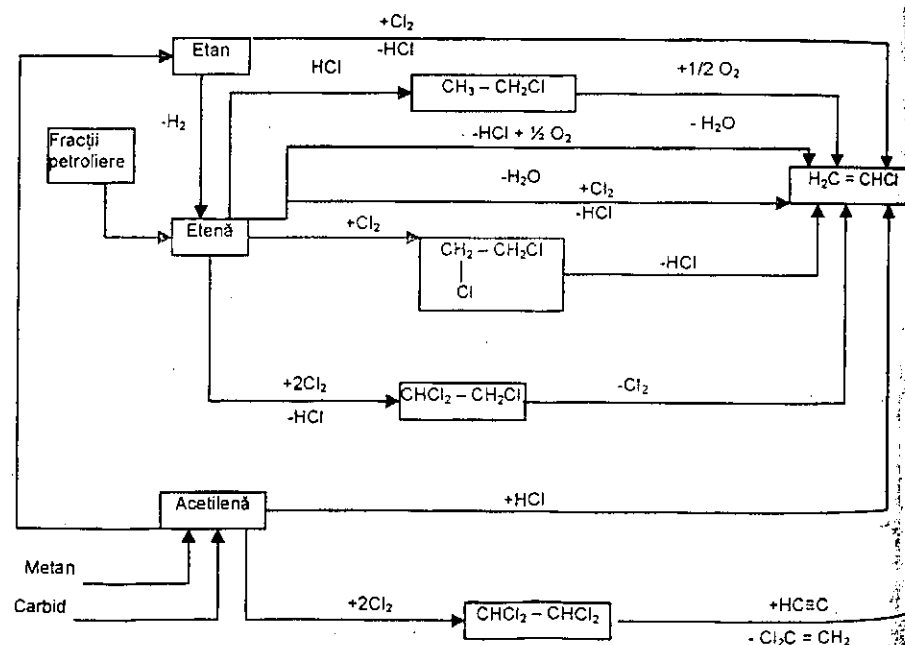 +Cl₂
Etan
-HCl
HCl
+1/2 O₂
CH₃ – CH₂Cl
-H₂
Fracții
petroliere
-HCl + ½ O₂
- H₂O
H₂C = CHCl
-H₂O
+Cl₂
-HCl
Etenă
+Cl₂
CH₂ – CH₂Cl
Cl
-HCl
+2Cl₂
-HCl
CHCl₂ – CH₂Cl
-Cl₂
Acetilenă
+HCl
Metan
Carbid
+2Cl₂
CHCl₂ – CHCl₂
+HC≡C
- Cl₂C = CH₂